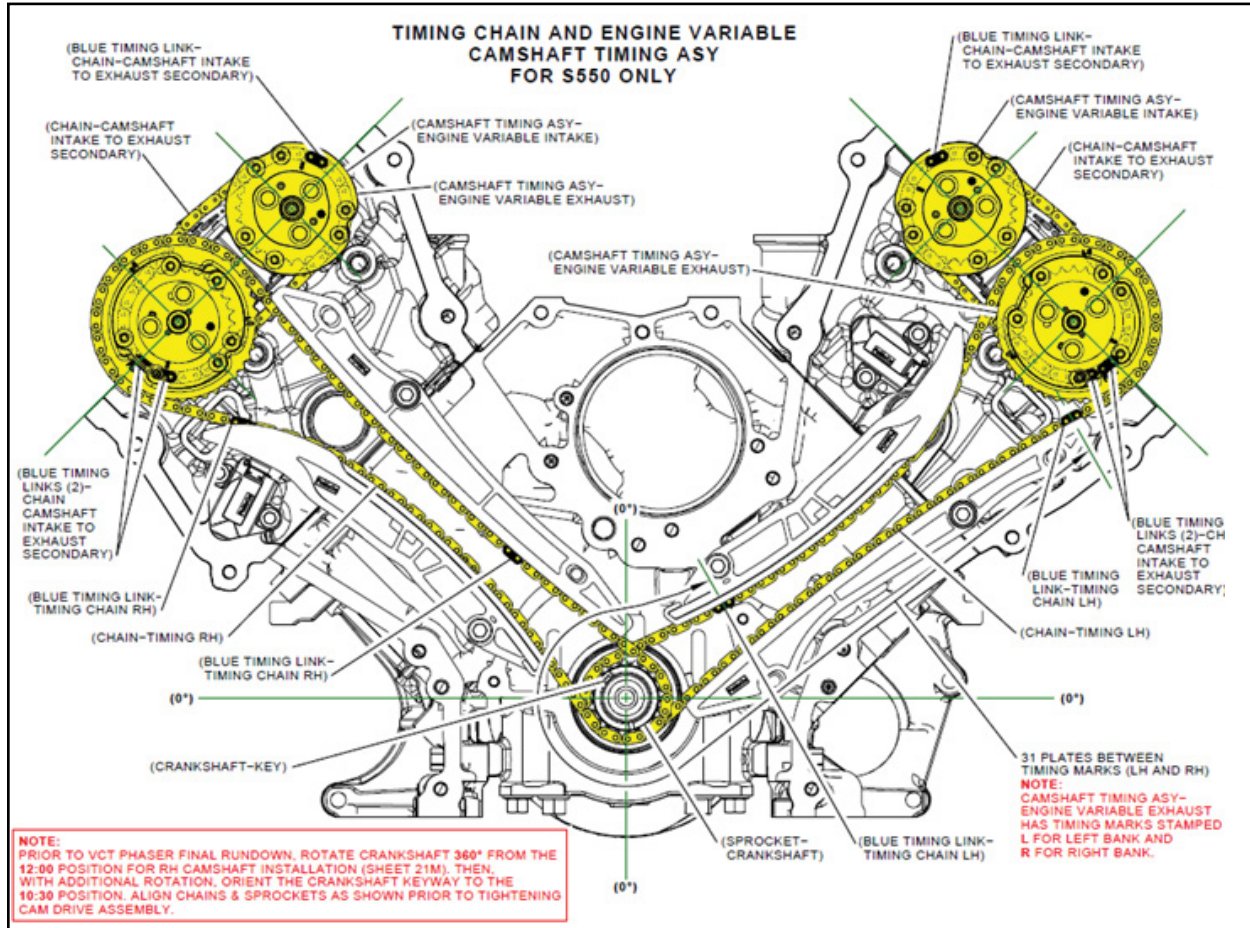 TIMING CHAIN AND ENGINE VARIABLE
CAMSHAFT TIMING ASY
FOR S550 ONLY
(BLUE TIMING LINK-
CHAIN-CAMSHAFT INTAKE
TO EXHAUST SECONDARY)
(CHAIN-CAMSHAFT
INTAKE TO EXHAUST
SECONDARY)
(CAMSHAFT TIMING ASY-
ENGINE VARIABLE INTAKE)
(CAMSHAFT TIMING ASY-
ENGINE VARIABLE EXHAUST)
(BLUE TIMING LINK-
CHAIN-CAMSHAFT INTAKE
TO EXHAUST SECONDARY)
(CAMSHAFT TIMING ASY-
ENGINE VARIABLE INTAKE)
(CHAIN-CAMSHAFT
INTAKE TO EXHAUST
SECONDARY)
(CAMSHAFT TIMING ASY-
ENGINE VARIABLE EXHAUST)
(BLUE TIMING
LINKS (2)-
CHAIN
CAMSHAFT
INTAKE TO
EXHAUST
SECONDARY)
(BLUE TIMING LINK-
TIMING CHAIN RH)
(CHAIN-TIMING RH)
(BLUE TIMING LINK-
TIMING CHAIN RH)
(0°)
(0°)
(0°)
(0°)
(BLUE TIMING
LINKS (2)-CH
CAMSHAFT
INTAKE TO
EXHAUST
SECONDARY)
(BLUE TIMING
LINK-TIMING
CHAIN LH)
(CHAIN-TIMING LH)
(CRANKSHAFT-KEY)
(SPROCKET-
CRANKSHAFT)
(BLUE TIMING LINK-
TIMING CHAIN LH)
31 PLATES BETWEEN
TIMING MARKS (LH AND RH)
NOTE:
CAMSHAFT TIMING ASY-
ENGINE VARIABLE EXHAUST
HAS TIMING MARKS STAMPED
L FOR LEFT BANK AND
R FOR RIGHT BANK.
NOTE:
PRIOR TO VCT PHASER FINAL RUNDOWN, ROTATE CRANKSHAFT 360° FROM THE
12:00 POSITION FOR RH CAMSHAFT INSTALLATION (SHEET 21M). THEN,
WITH ADDITIONAL ROTATION, ORIENT THE CRANKSHAFT KEYWAY TO THE
10:30 POSITION. ALIGN CHAINS & SPROCKETS AS SHOWN PRIOR TO TIGHTENING
CAM DRIVE ASSEMBLY.